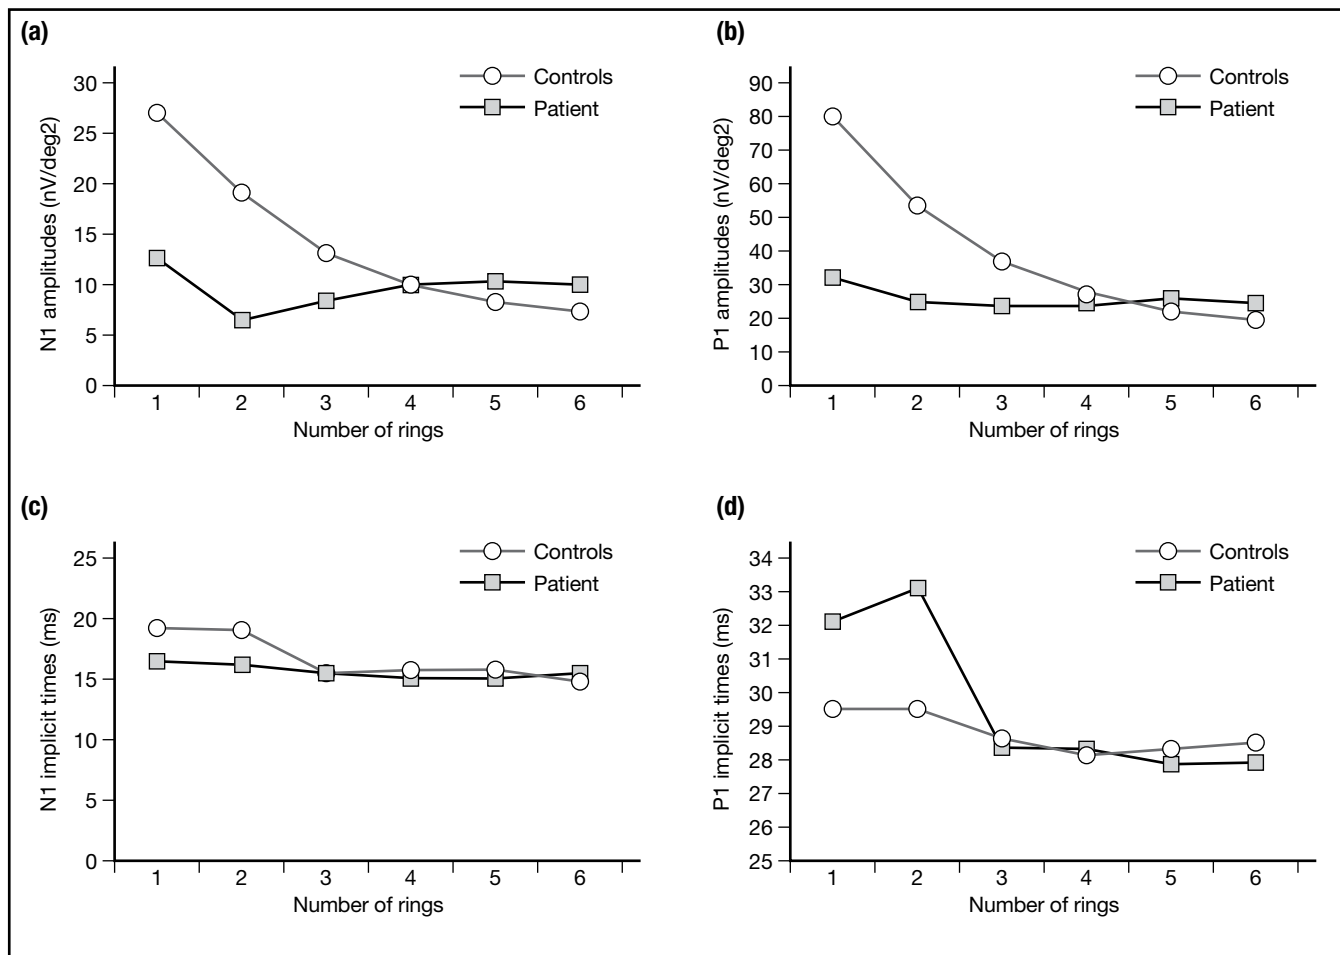 (a)
N1 amplitudes (nV/deg2)
30
25
20
15
10
5
0
Controls
Patient
1 2 3 4 5 6
Number of rings
(b)
P1 amplitudes (nV/deg2)
90
80
70
60
50
40
30
20
10
0
Controls
Patient
1 2 3 4 5 6
Number of rings
(c)
N1 implicit times (ms)
25
20
15
10
5
0
Controls
Patient
1 2 3 4 5 6
Number of rings
(d)
P1 implicit times (ms)
34
33
32
31
30
29
28
27
26
25
Controls
Patient
1 2 3 4 5 6
Number of rings